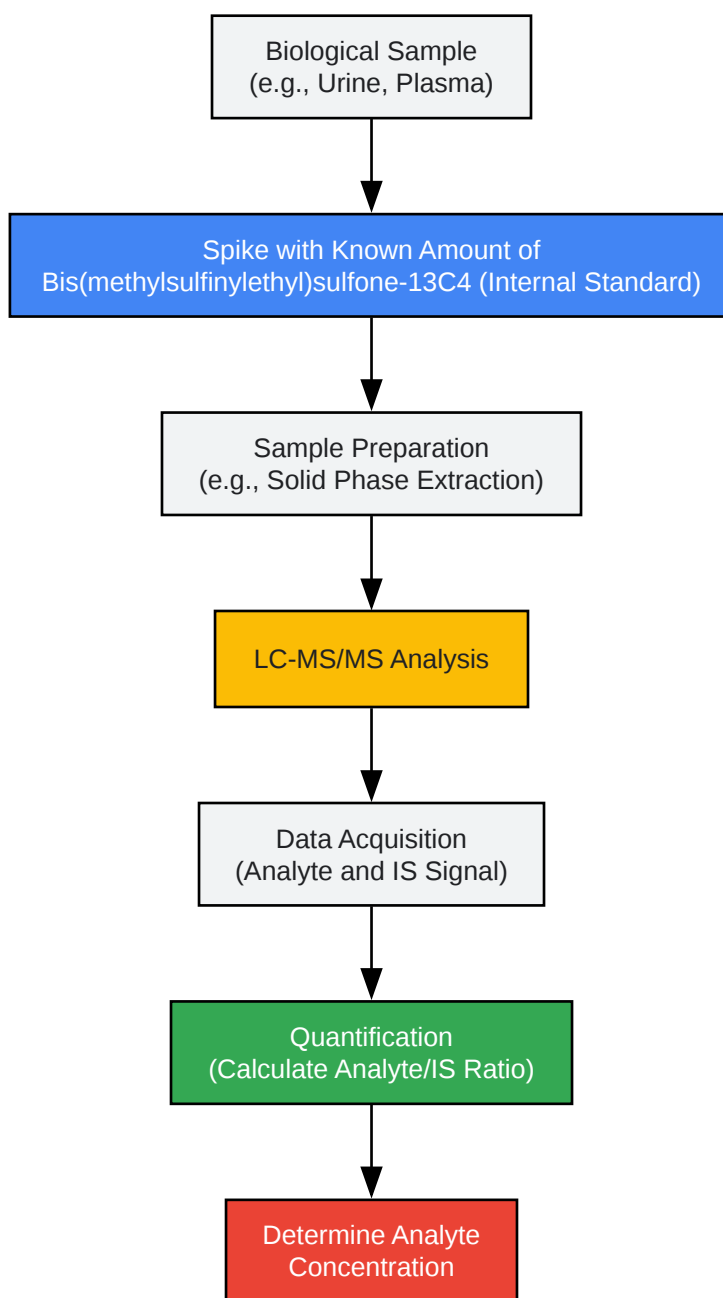 Biological Sample
(e.g., Urine, Plasma)
Spike with Known Amount of
Bis(methylsulfinylethyl)sulfone-13C4 (Internal Standard)
Sample Preparation
(e.g., Solid Phase Extraction)
LC-MS/MS Analysis
Data Acquisition
(Analyte and IS Signal)
Quantification
(Calculate Analyte/IS Ratio)
Determine Analyte
Concentration